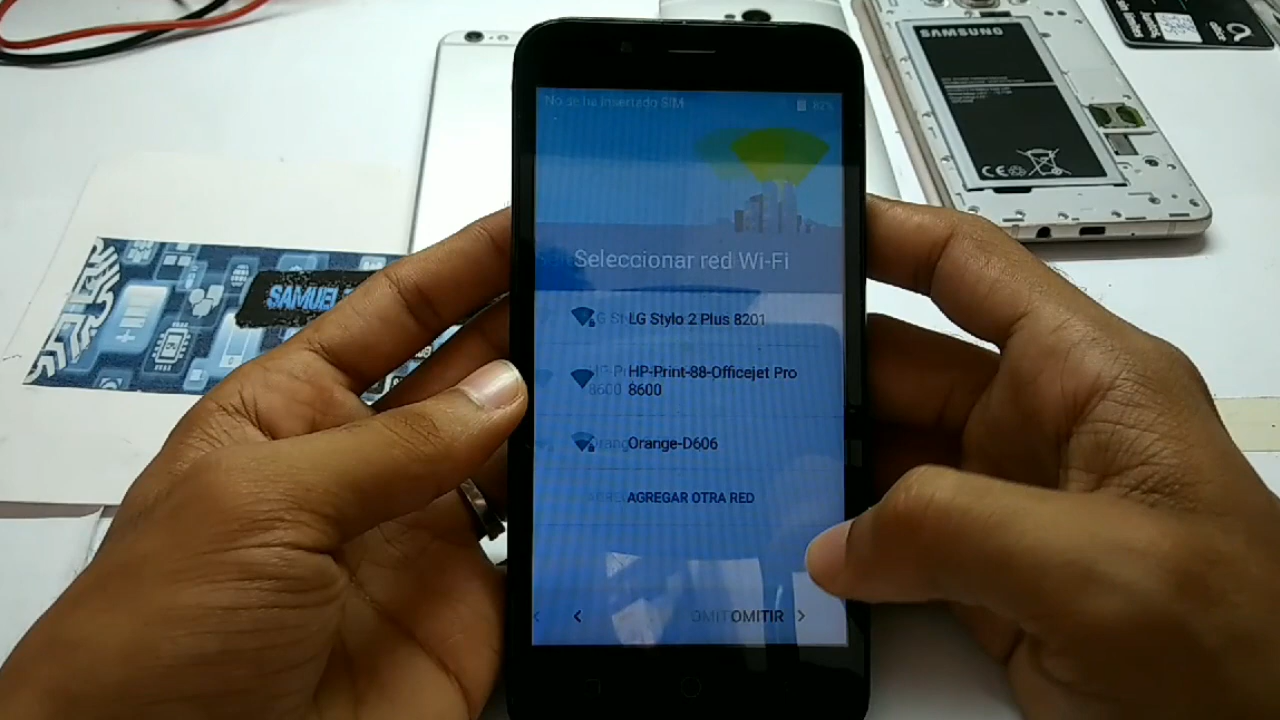 No se ha insertado SIM
82%
Seleccionar red Wi-Fi
LG Stylo 2 Plus 8201
HP-Print-88-Officejet Pro
8600
Orange-D606
AGREGAR OTRA RED
OMITIR
SAMSUNG
SAMUEL